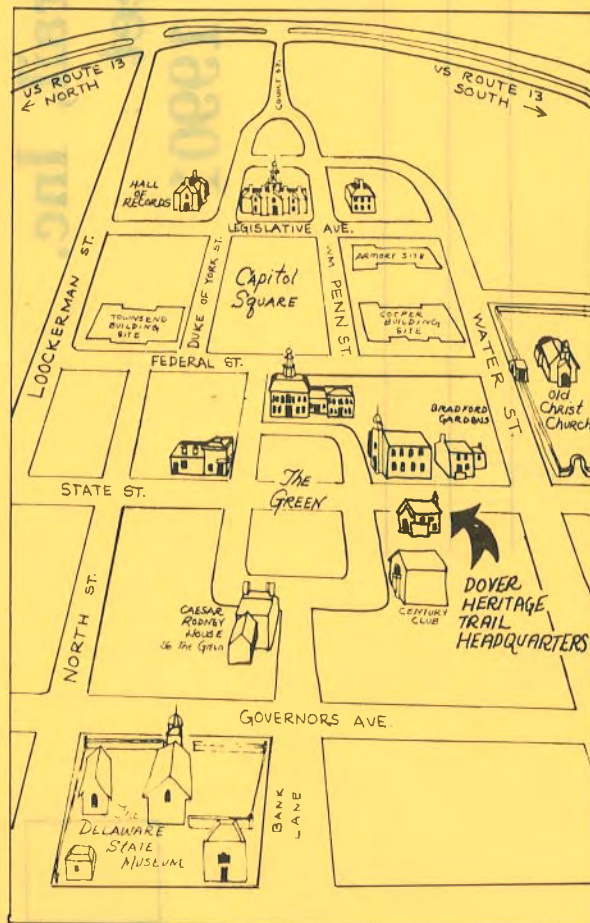 US ROUTE 13
NORTH
US ROUTE 13
SOUTH
COURT ST.
HALL
OF
RECORDS
LEGISLATIVE AVE.
LOOCKERMAN ST.
DUKE OF YORK ST.
Capitol
Square
WM PENN ST.
ARMORY SITE
TOWNSEND
BUILDING
SITE
COOPER
BUILDING
SITE
WATER ST.
FEDERAL ST.
Old
Christ
Church
BRADFORD
GARDENS
The
GREEN
STATE ST.
NORTH ST.
CAESAR
RODNEY
HOUSE
ON THE GREEN
CENTURY
CLUB
DOVER
HERITAGE
TRAIL
HEADQUARTERS
GOVERNORS AVE.
BANK
LANE
The
DELAWARE
STATE
MUSEUM
19901
Inc.